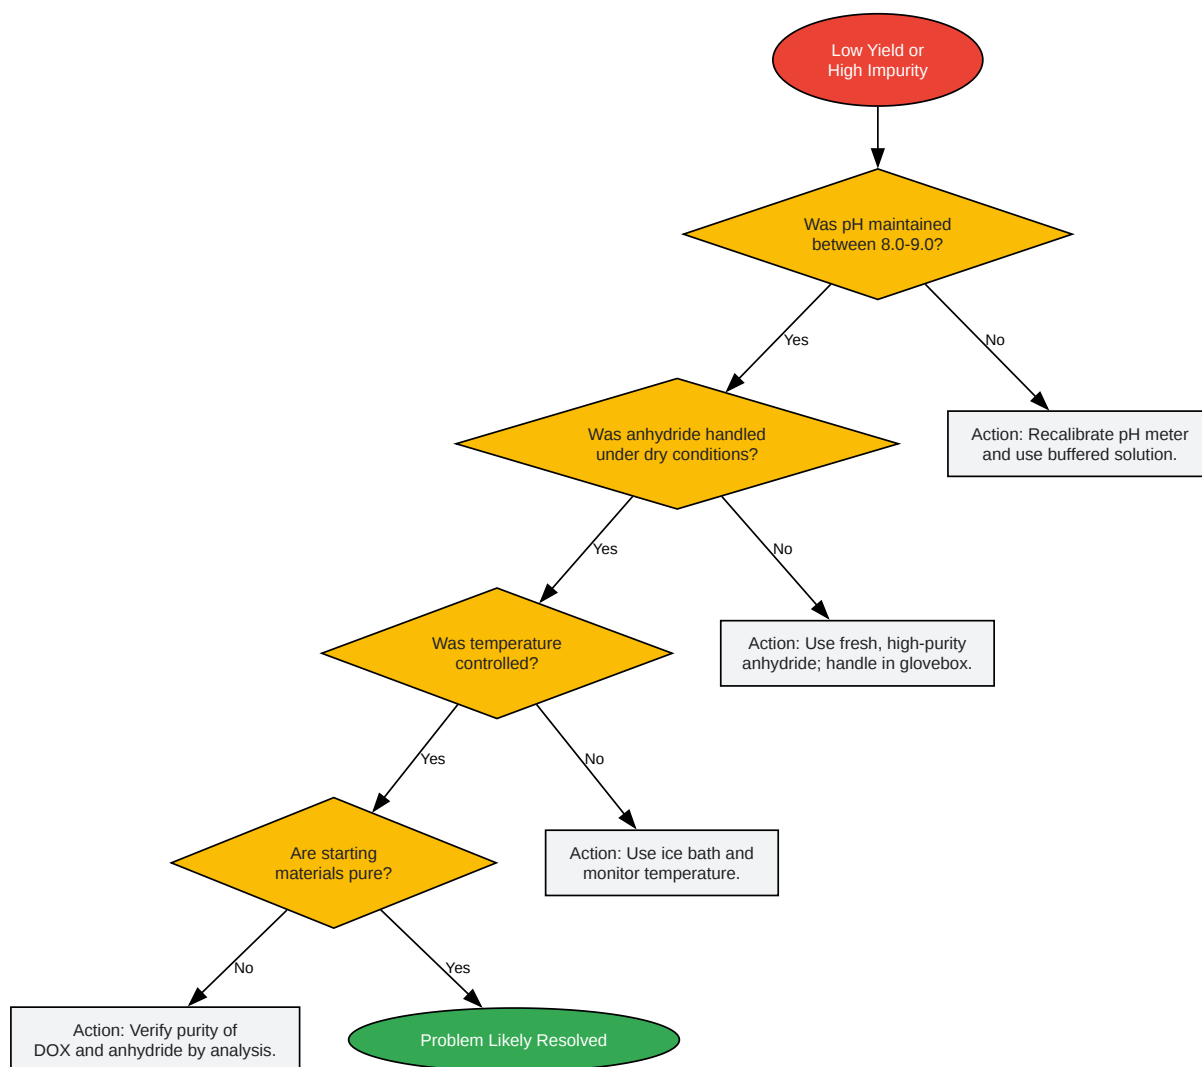 Low Yield or
High Impurity
Was pH maintained
between 8.0-9.0?
Yes
No
Was anhydride handled
under dry conditions?
Action: Recalibrate pH meter
and use buffered solution.
Yes
No
Was temperature
controlled?
Action: Use fresh, high-purity
anhydride; handle in glovebox.
Yes
No
Are starting
materials pure?
Action: Use ice bath and
monitor temperature.
No
Yes
Action: Verify purity of
DOX and anhydride by analysis.
Problem Likely Resolved